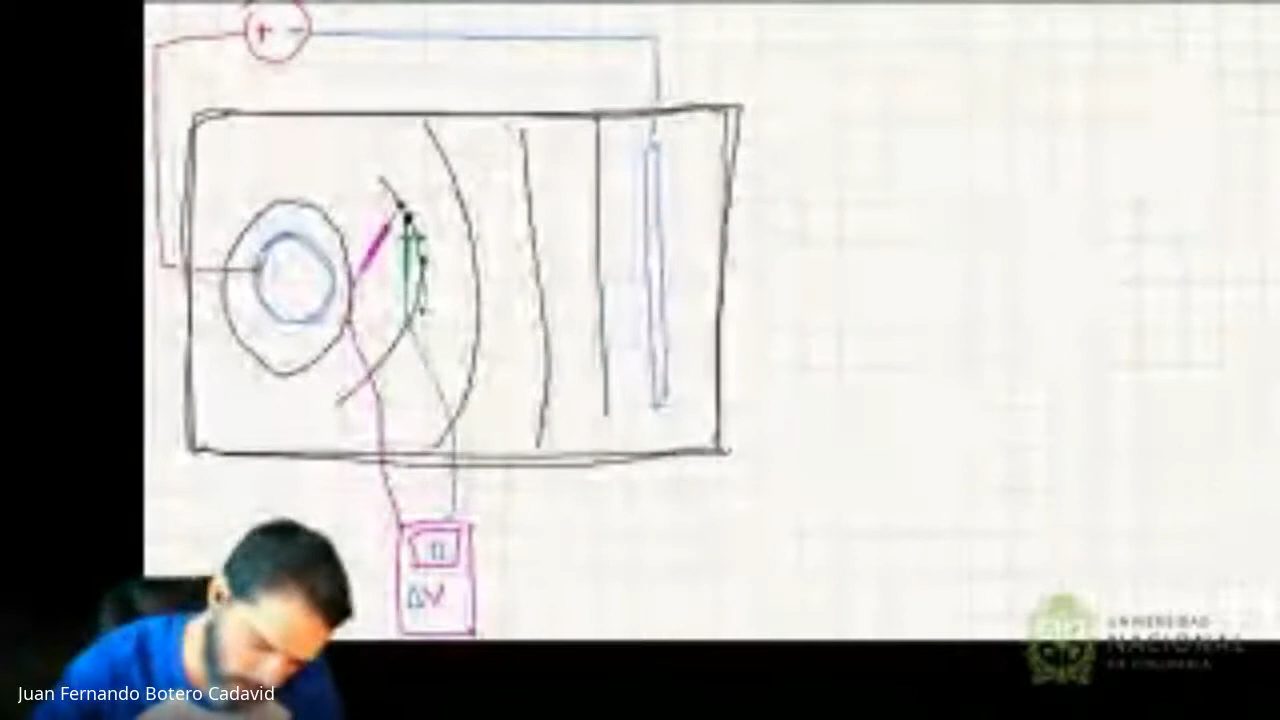 + -
ΔV
UNIVERSIDAD
NACIONAL
DE COLOMBIA
Juan Fernando Botero Cadavid